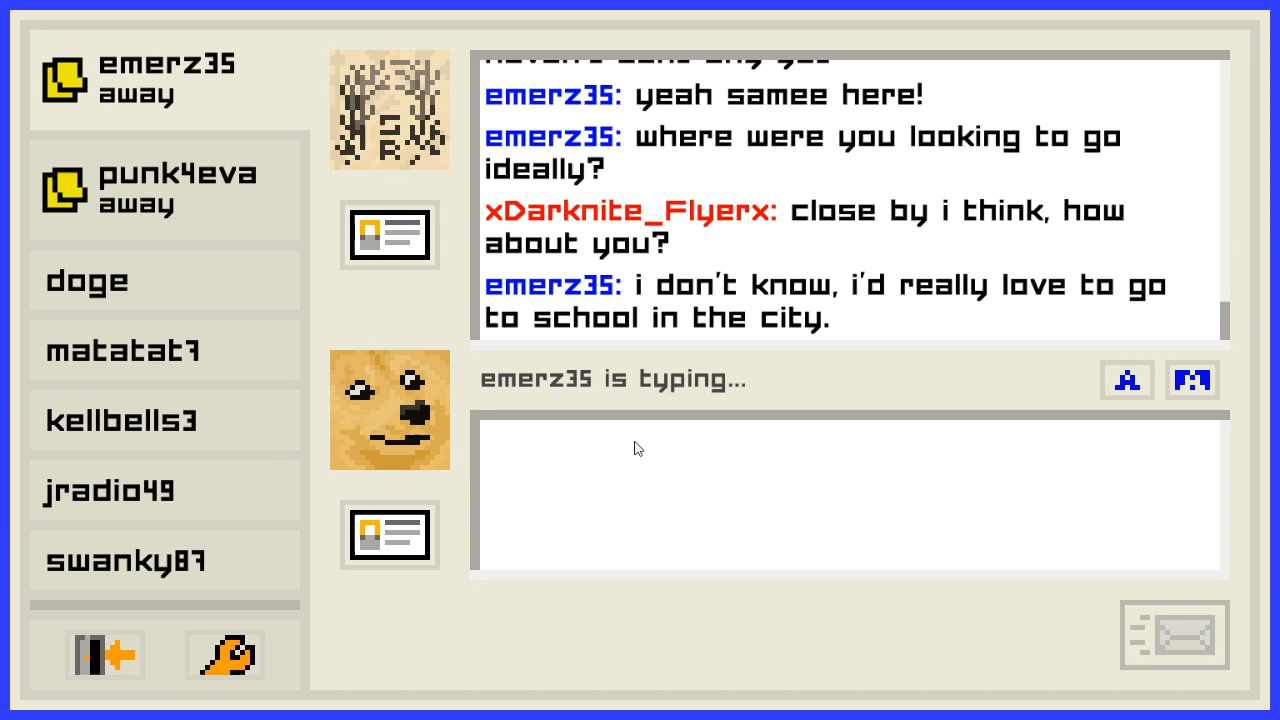 emerz35
away
punk4eva
away
doge
matatat7
kellbells3
jradio49
swanky87
emerz35: yeah samee here!
emerz35: where were you looking to go
ideally?
xDarknite_Flyerx: close by i think, how
about you?
emerz35: i don't know, i'd really love to go
to school in the city.
emerz35 is typing...
A